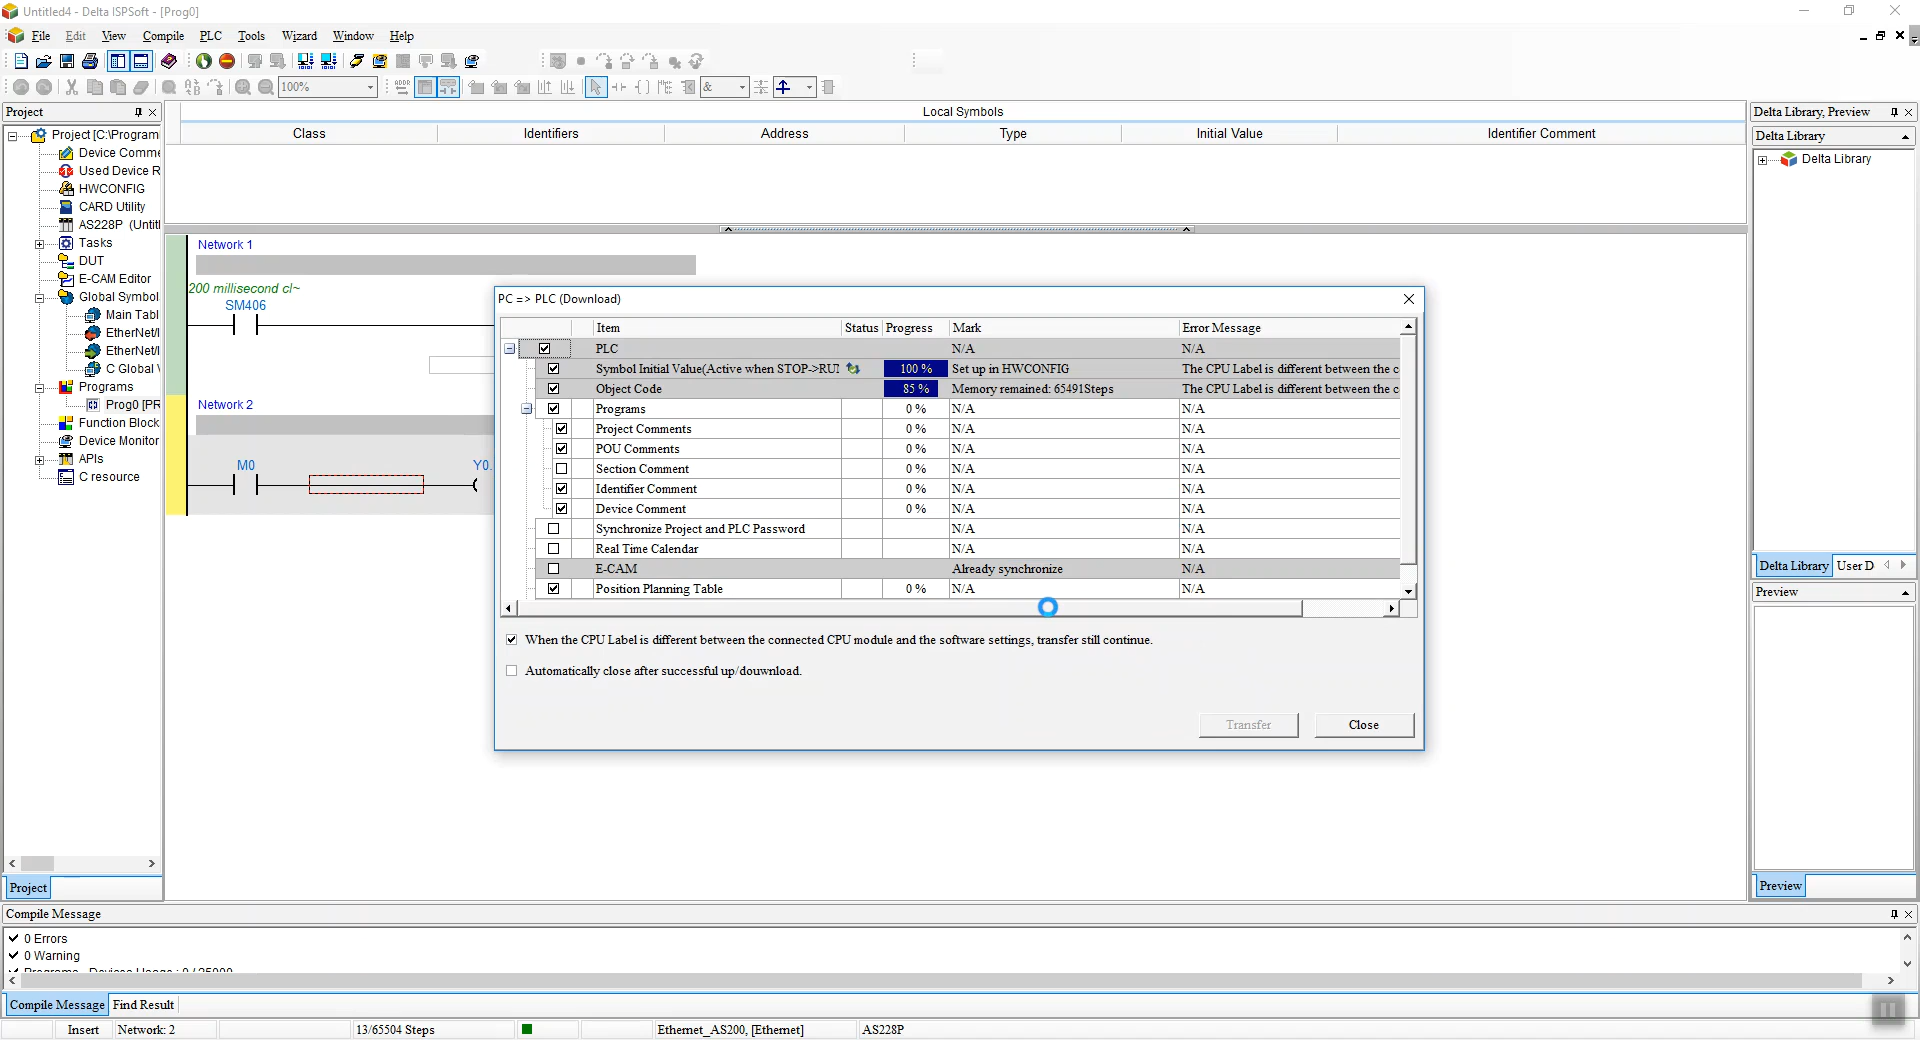 Untitled4 - Delta ISPSoft - [Prog0]
File Edit View Compile PLC Tools Wizard Window Help
100%
&
Project
Project [C:\Program
Device Comme
Used Device R
HWCONFIG
CARD Utility
AS228P (Untitl
Tasks
DUT
E-CAM Editor
Global Symbol
Main Tabl
EtherNet/I
EtherNet/I
C Global V
Programs
Prog0 [PR
Function Block
Device Monitor
APIs
C resource
Project
Local Symbols
Class Identifiers Address Type Initial Value Identifier Comment
Network 1
200 millisecond cl~
SM406
Network 2
M0 Y0.
PC => PLC (Download)
Item Status Progress Mark Error Message
PLC N/A N/A
Symbol Initial Value(Active when STOP->RUI 100 % Set up in HWCONFIG The CPU Label is different between the c
Object Code 85 % Memory remained: 65491Steps The CPU Label is different between the c
Programs 0 % N/A N/A
Project Comments 0 % N/A N/A
POU Comments 0 % N/A N/A
Section Comment 0 % N/A N/A
Identifier Comment 0 % N/A N/A
Device Comment 0 % N/A N/A
Synchronize Project and PLC Password N/A N/A
Real Time Calendar N/A N/A
E-CAM Already synchronize N/A
Position Planning Table 0 % N/A N/A
When the CPU Label is different between the connected CPU module and the software settings, transfer still continue.
Automatically close after successful up/douwnload.
Transfer Close
Delta Library, Preview
Delta Library
Delta Library
Delta Library User D
Preview
Preview
Compile Message
0 Errors
0 Warning
Programs - Devices Usage : 0 / 25000
Compile Message Find Result
Insert Network: 2 13/65504 Steps Ethernet_AS200, [Ethernet] AS228P